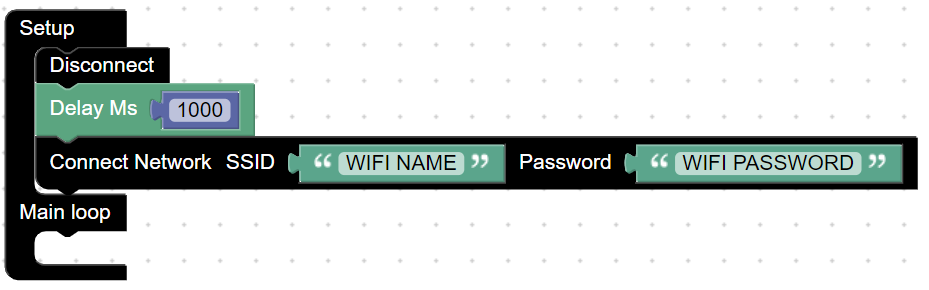 Setup
Disconnect
Delay Ms 1000
Connect Network SSID “ WIFI NAME ” Password “ WIFI PASSWORD ”
Main loop